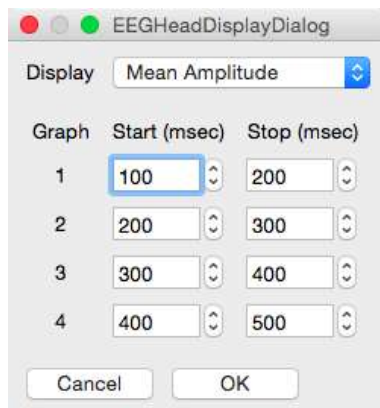 EEGHeadDisplayDialog
Display Mean Amplitude
Graph Start (msec) Stop (msec)
1 100 200
2 200 300
3 300 400
4 400 500
Cancel OK